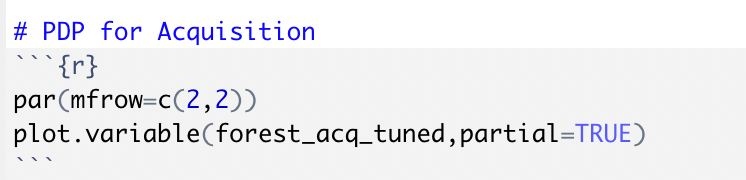 # PDP for Acquisition
```{r}
par(mfrow=c(2,2))
plot.variable(forest_acq_tuned,partial=TRUE)
```